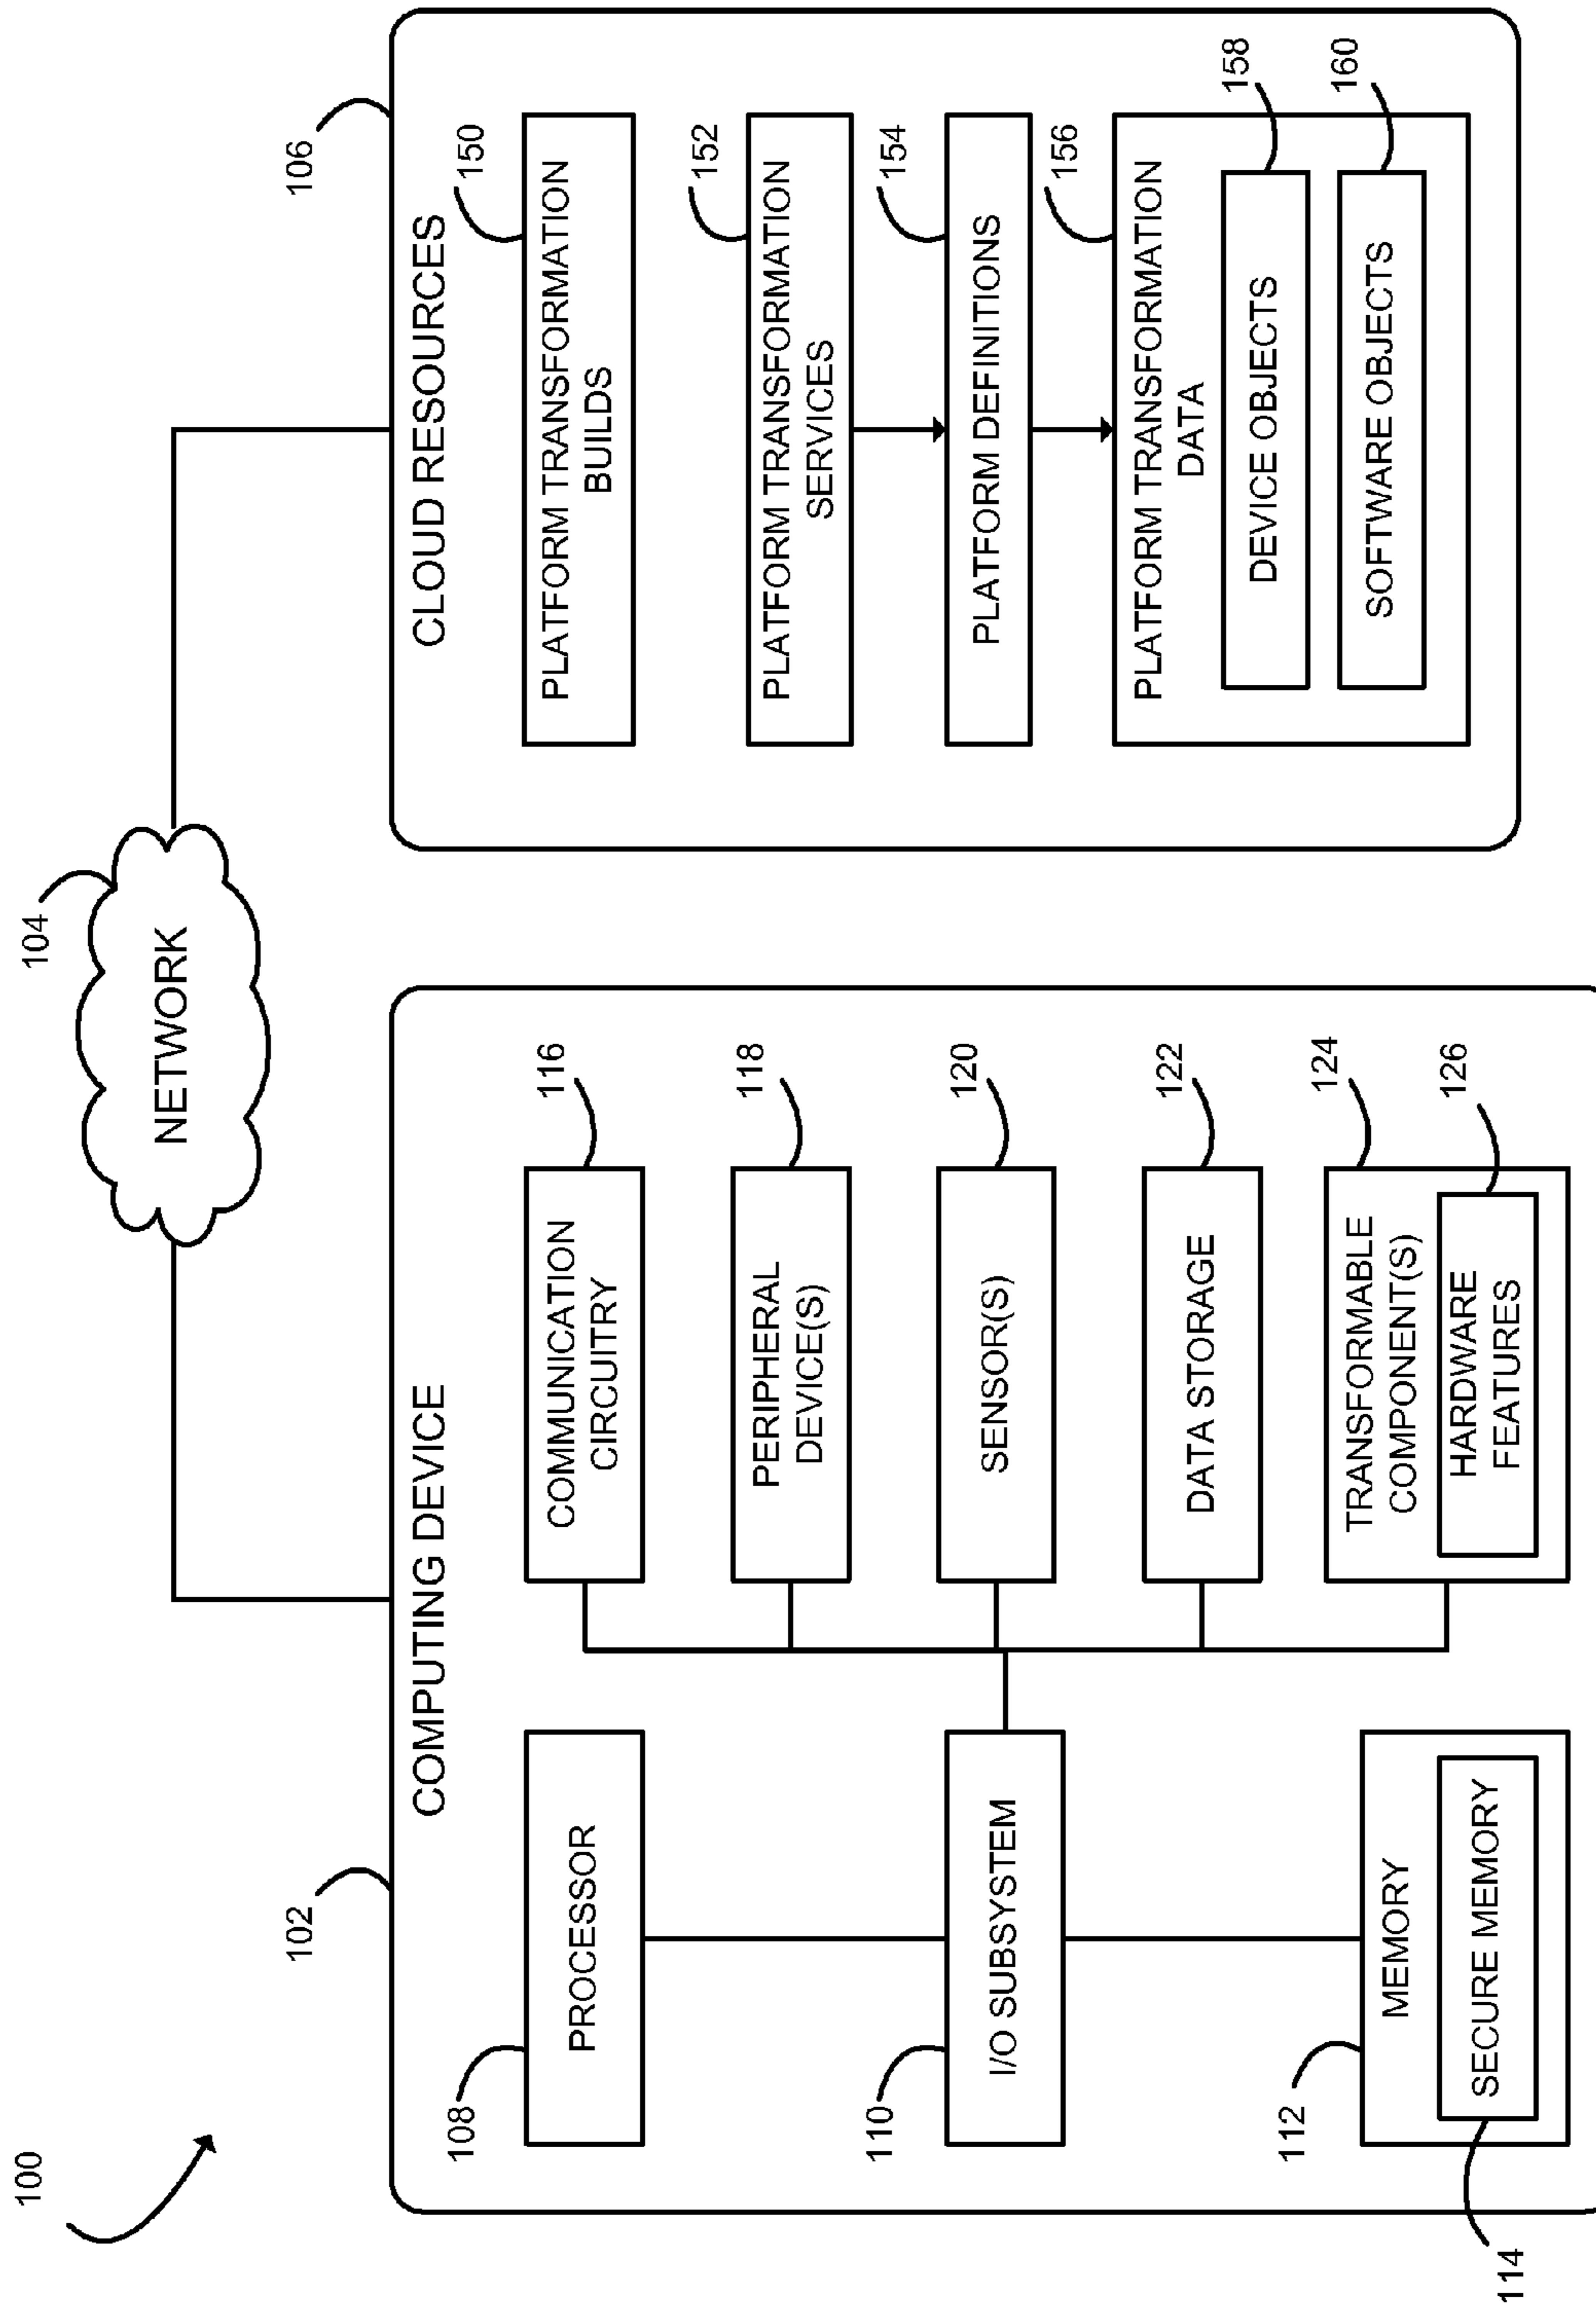 100
104
NETWORK
102
COMPUTING DEVICE
108
PROCESSOR
110
I/O SUBSYSTEM
112
MEMORY
SECURE MEMORY
114
116
COMMUNICATION
CIRCUITRY
118
PERIPHERAL
DEVICE(S)
120
SENSOR(S)
122
DATA STORAGE
124
TRANSFORMABLE
COMPONENT(S)
126
HARDWARE
FEATURES
106
CLOUD RESOURCES
150
PLATFORM TRANSFORMATION
BUILDS
152
PLATFORM TRANSFORMATION
SERVICES
154
PLATFORM DEFINITIONS
156
PLATFORM TRANSFORMATION
DATA
158
DEVICE OBJECTS
160
SOFTWARE OBJECTS